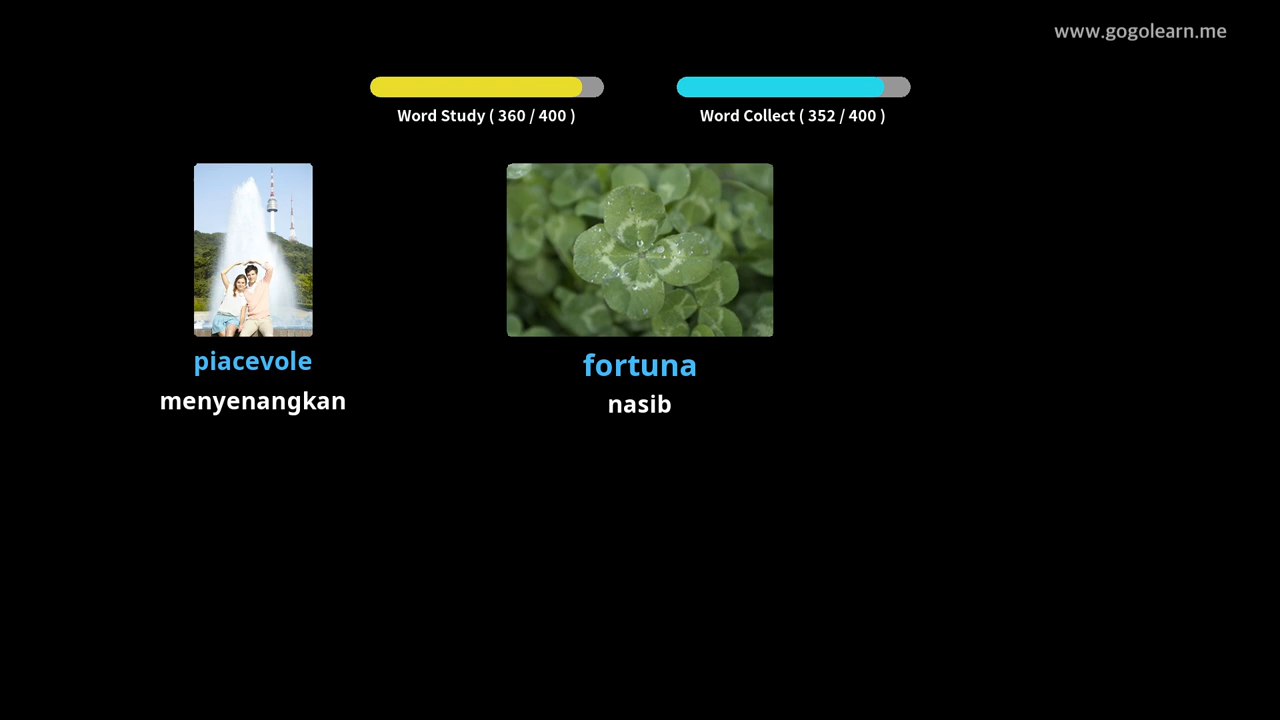 www.gogolearn.me
Word Study ( 360 / 400 )
Word Collect ( 352 / 400 )
piacevole
menyenangkan
fortuna
nasib